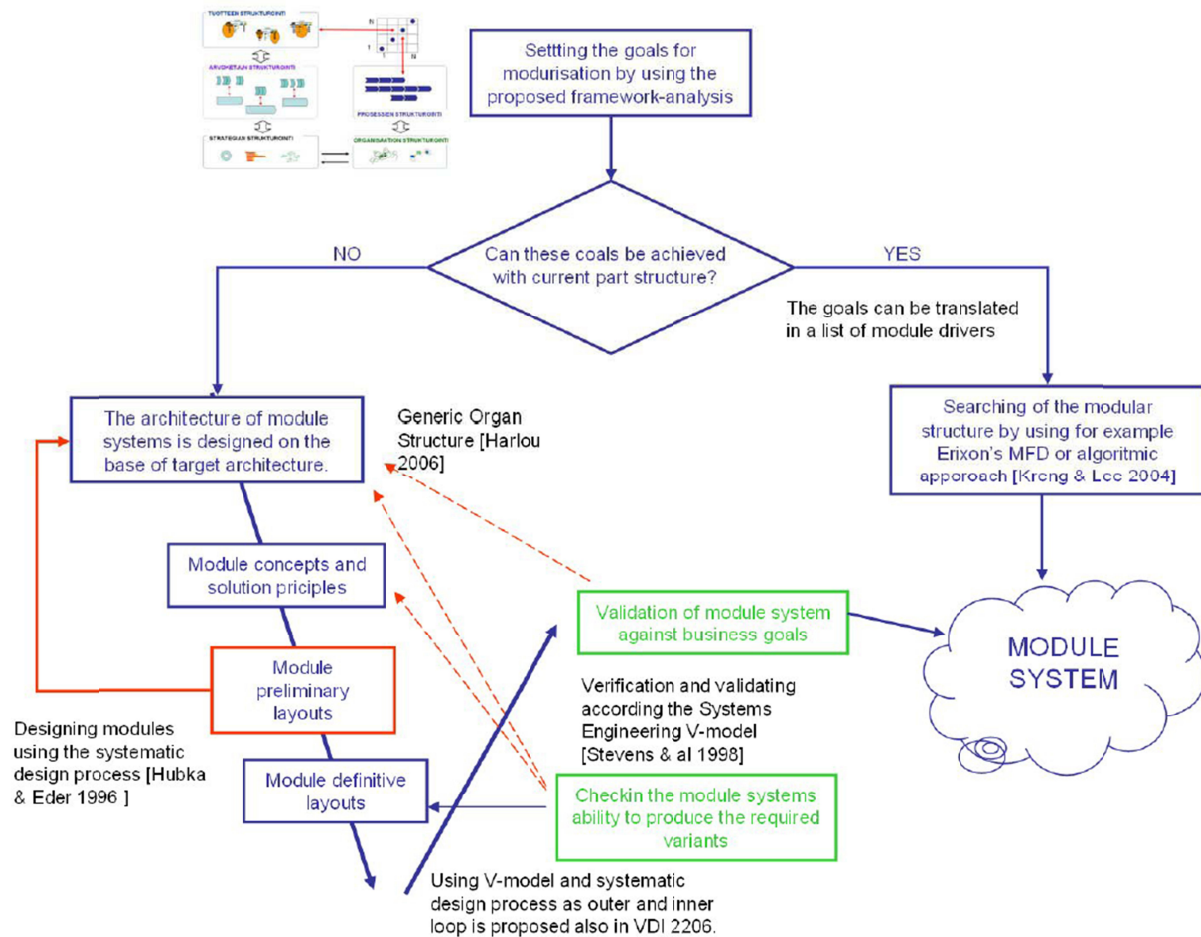 TUOTTEEN STRUKTUROINTI
N
1
1
N
ARVOKETJUN STRUKTUROINTI
PROSESSIEN STRUKTUROINTI
STRATEGIAN STRUKTUROINTI
ORGANISAATION STRUKTUROINTI
Settting the goals for
modurisation by using the
proposed framework-analysis
NO
Can these coals be achieved
with current part structure?
YES
The goals can be translated
in a list of module drivers
The architecture of module
systems is designed on the
base of target architecture.
Generic Organ
Structure [Harlou
2006]
Searching of the modular
structure by using for example
Erixon's MFD or algoritmic
apporoach [Kreng & Lee 2004]
Module concepts and
solution priciples
Validation of module system
against business goals
MODULE
SYSTEM
Module
preliminary
layouts
Verification and validating
according the Systems
Engineering V-model
[Stevens & al 1998]
Designing modules
using the systematic
design process [Hubka
& Eder 1996 ]
Module definitive
layouts
Checkin the module systems
ability to produce the required
variants
Using V-model and systematic
design process as outer and inner
loop is proposed also in VDI 2206.